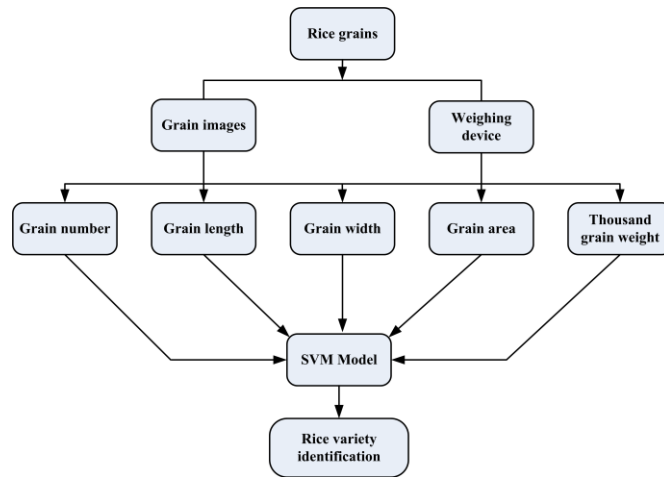 Rice grains
Grain images
Weighing
device
Grain number
Grain length
Grain width
Grain area
Thousand
grain weight
SVM Model
Rice variety
identification